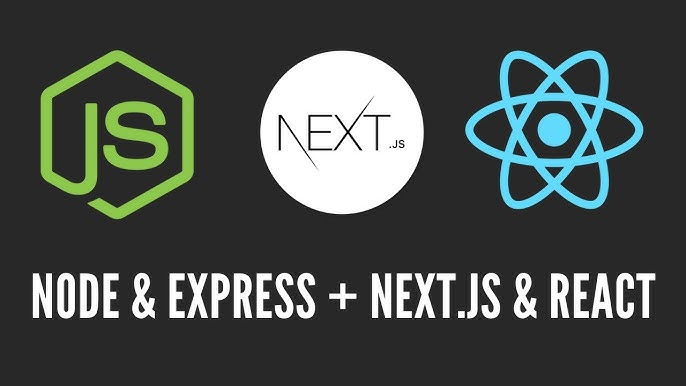 JS
NEXT.JS
NODE & EXPRESS + NEXT.JS & REACT